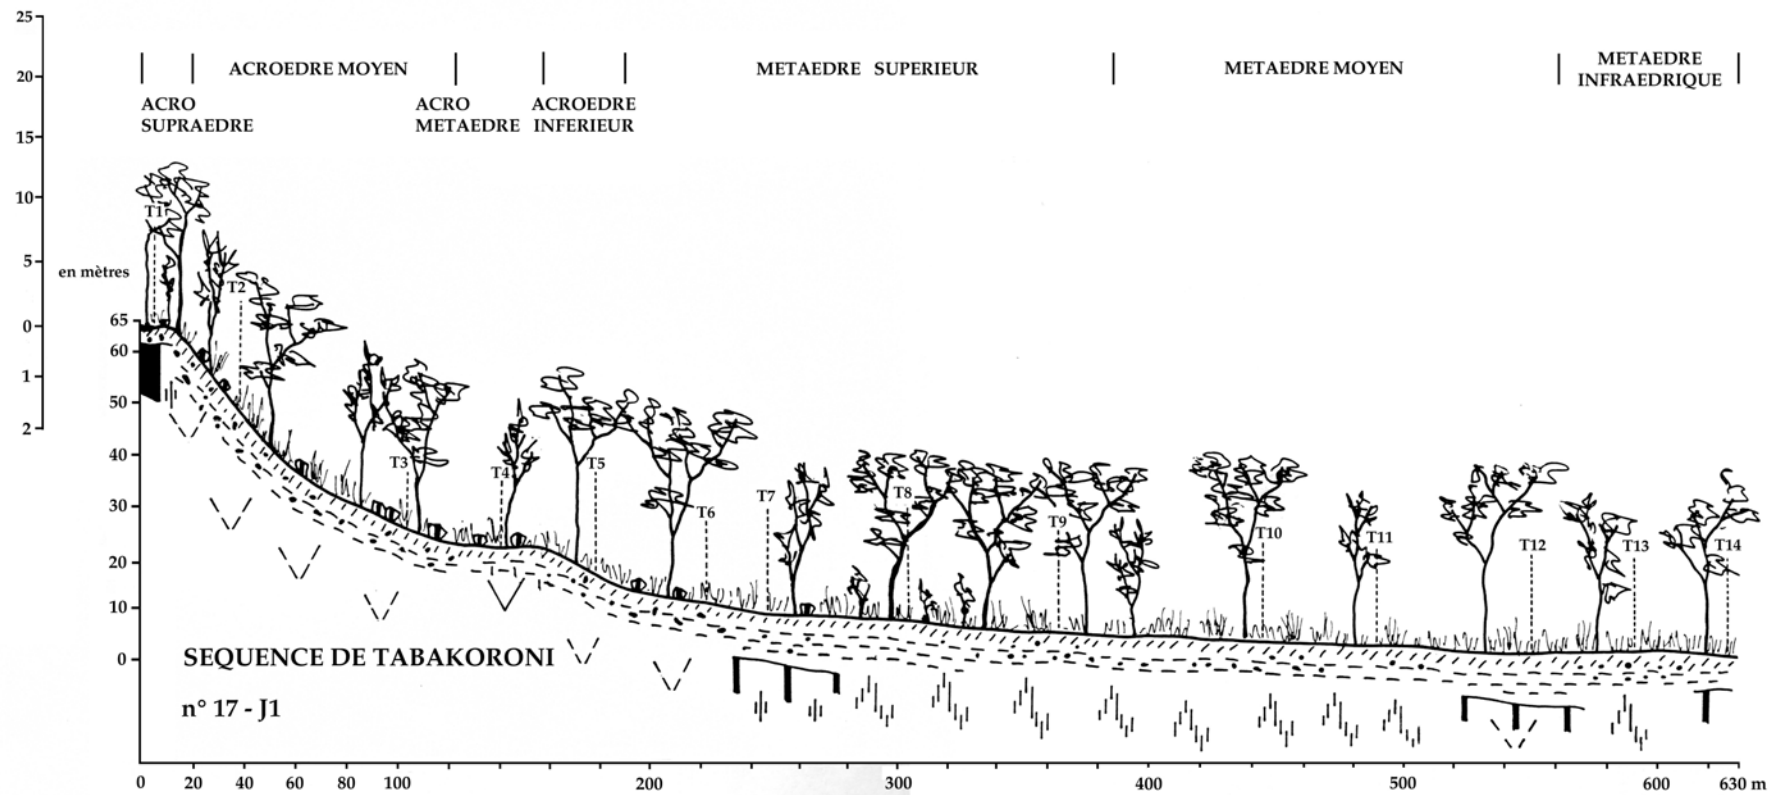 25
20
15
10
5
0
1
2
en mètres
ACROEDRE MOYEN
METAEDRE SUPERIEUR
METAEDRE MOYEN
METAEDRE
INFRAEDRIQUE
ACRO
SUPRAEDRE
ACRO
METAEDRE
ACROEDRE
INFERIEUR
T1
T2
T3
T4
T5
T6
T7
T8
T9
T10
T11
T12
T13
T14
65
60
50
40
30
20
10
0
SEQUENCE DE TABAKORONI
n° 17 - J1
0 20 40 60 80 100 200 300 400 500 600 630 m